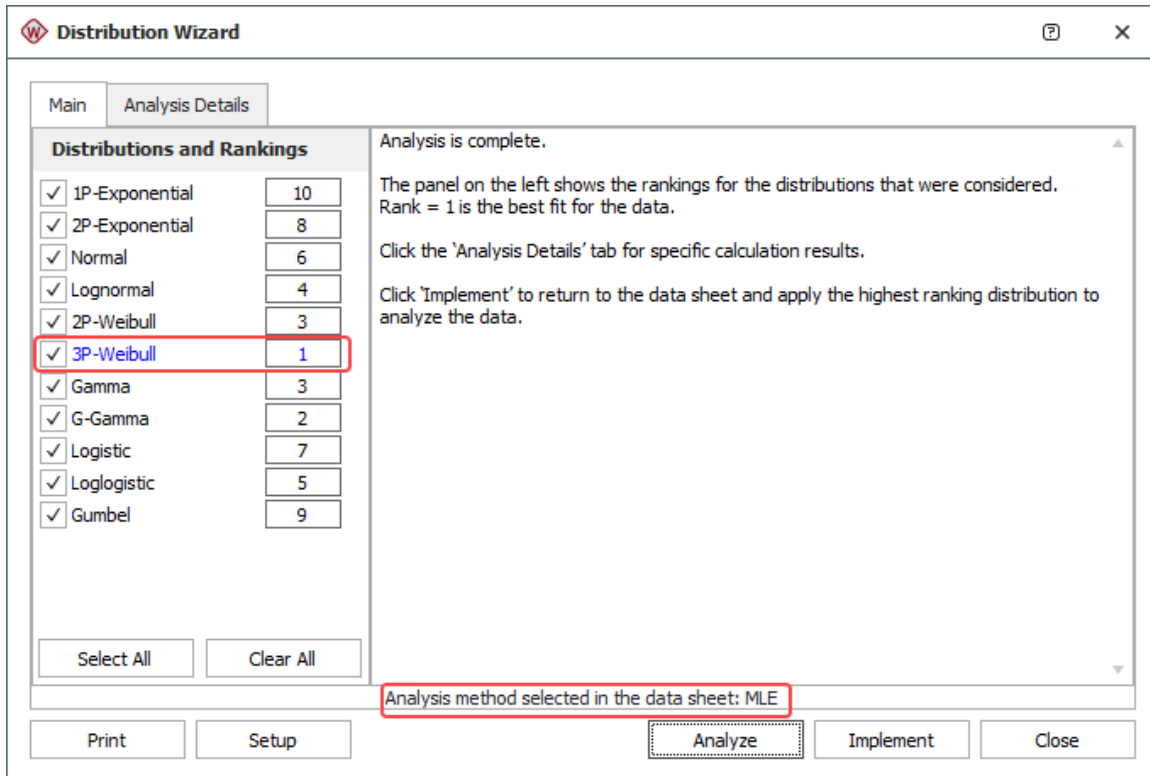 W Distribution Wizard ?
Main Analysis Details
Distributions and Rankings
1P-Exponential 10
2P-Exponential 8
Normal 6
Lognormal 4
2P-Weibull 3
3P-Weibull 1
Gamma 3
G-Gamma 2
Logistic 7
Loglogistic 5
Gumbel 9
Select All Clear All
Analysis is complete.
The panel on the left shows the rankings for the distributions that were considered.
Rank = 1 is the best fit for the data.
Click the ‘Analysis Details’ tab for specific calculation results.
Click ‘Implement’ to return to the data sheet and apply the highest ranking distribution to
analyze the data.
Analysis method selected in the data sheet: MLE
Print Setup Analyze Implement Close